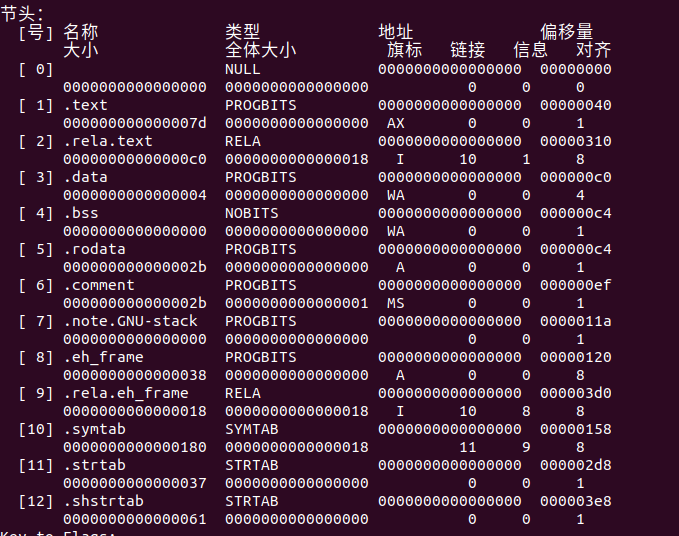 节头：
[号] 名称 类型 地址 偏移量
大小 全体大小 旗标 链接 信息 对齐
[ 0] NULL 0000000000000000 00000000
0000000000000000 0000000000000000 0 0 0
[ 1] .text PROGBITS 0000000000000000 00000040
000000000000007d 0000000000000000 AX 0 0 1
[ 2] .rela.text RELA 0000000000000000 00000310
00000000000000c0 0000000000000018 I 10 1 8
[ 3] .data PROGBITS 0000000000000000 000000c0
0000000000000004 0000000000000000 WA 0 0 4
[ 4] .bss NOBITS 0000000000000000 000000c4
0000000000000000 0000000000000000 WA 0 0 1
[ 5] .rodata PROGBITS 0000000000000000 000000c4
000000000000002b 0000000000000000 A 0 0 1
[ 6] .comment PROGBITS 0000000000000000 000000ef
000000000000002b 0000000000000001 MS 0 0 1
[ 7] .note.GNU-stack PROGBITS 0000000000000000 0000011a
0000000000000000 0000000000000000 0 0 1
[ 8] .eh_frame PROGBITS 0000000000000000 00000120
0000000000000038 0000000000000000 A 0 0 8
[ 9] .rela.eh_frame RELA 0000000000000000 000003d0
0000000000000018 0000000000000018 I 10 8 8
[10] .symtab SYMTAB 0000000000000000 00000158
0000000000000180 0000000000000018 11 9 8
[11] .strtab STRTAB 0000000000000000 000002d8
0000000000000037 0000000000000000 0 0 1
[12] .shstrtab STRTAB 0000000000000000 000003e8
0000000000000061 0000000000000000 0 0 1
Key to Flags: